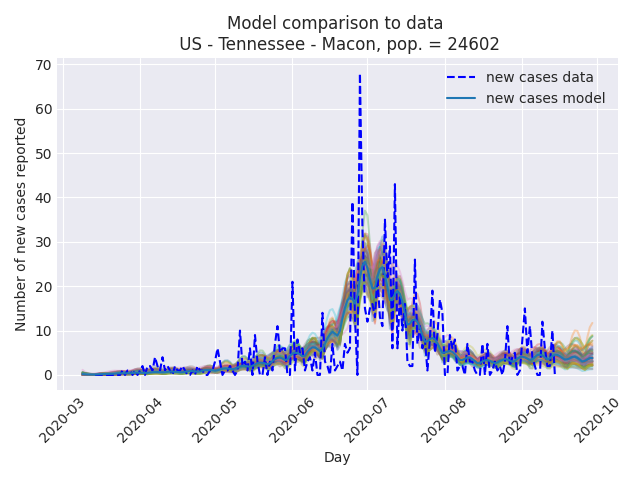 Model comparison to data
US - Tennessee - Macon, pop. = 24602
new cases data
new cases model
Number of new cases reported
70
60
50
40
30
20
10
0
2020-03
2020-04
2020-05
2020-06
2020-07
2020-08
2020-09
2020-10
Day